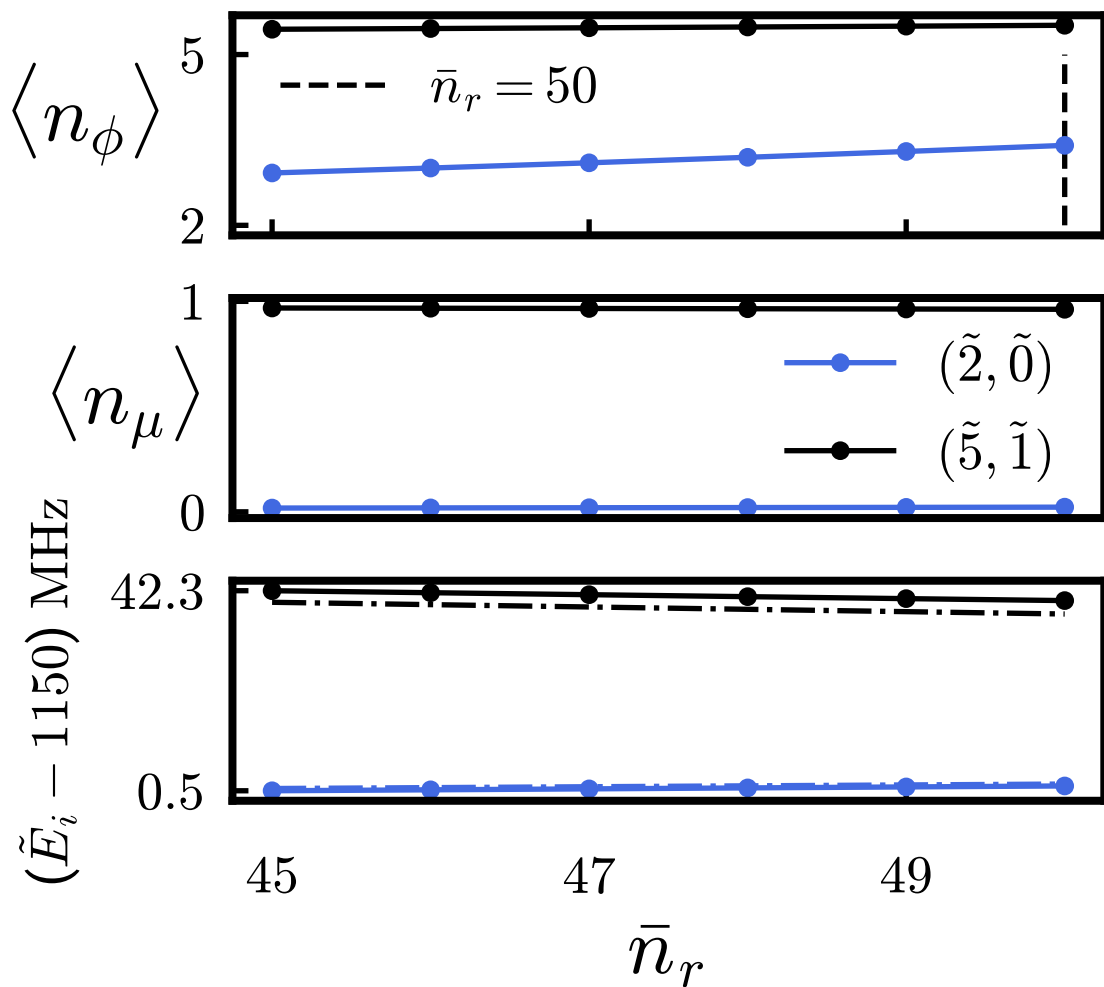 ⟨n_ϕ⟩
5
2
n̄_r = 50
⟨n_μ⟩
1
0
(2̃, 0̃)
(5̃, 1̃)
(Ẽ_i − 1150) MHz
42.3
0.5
45 47 49
n̄_r